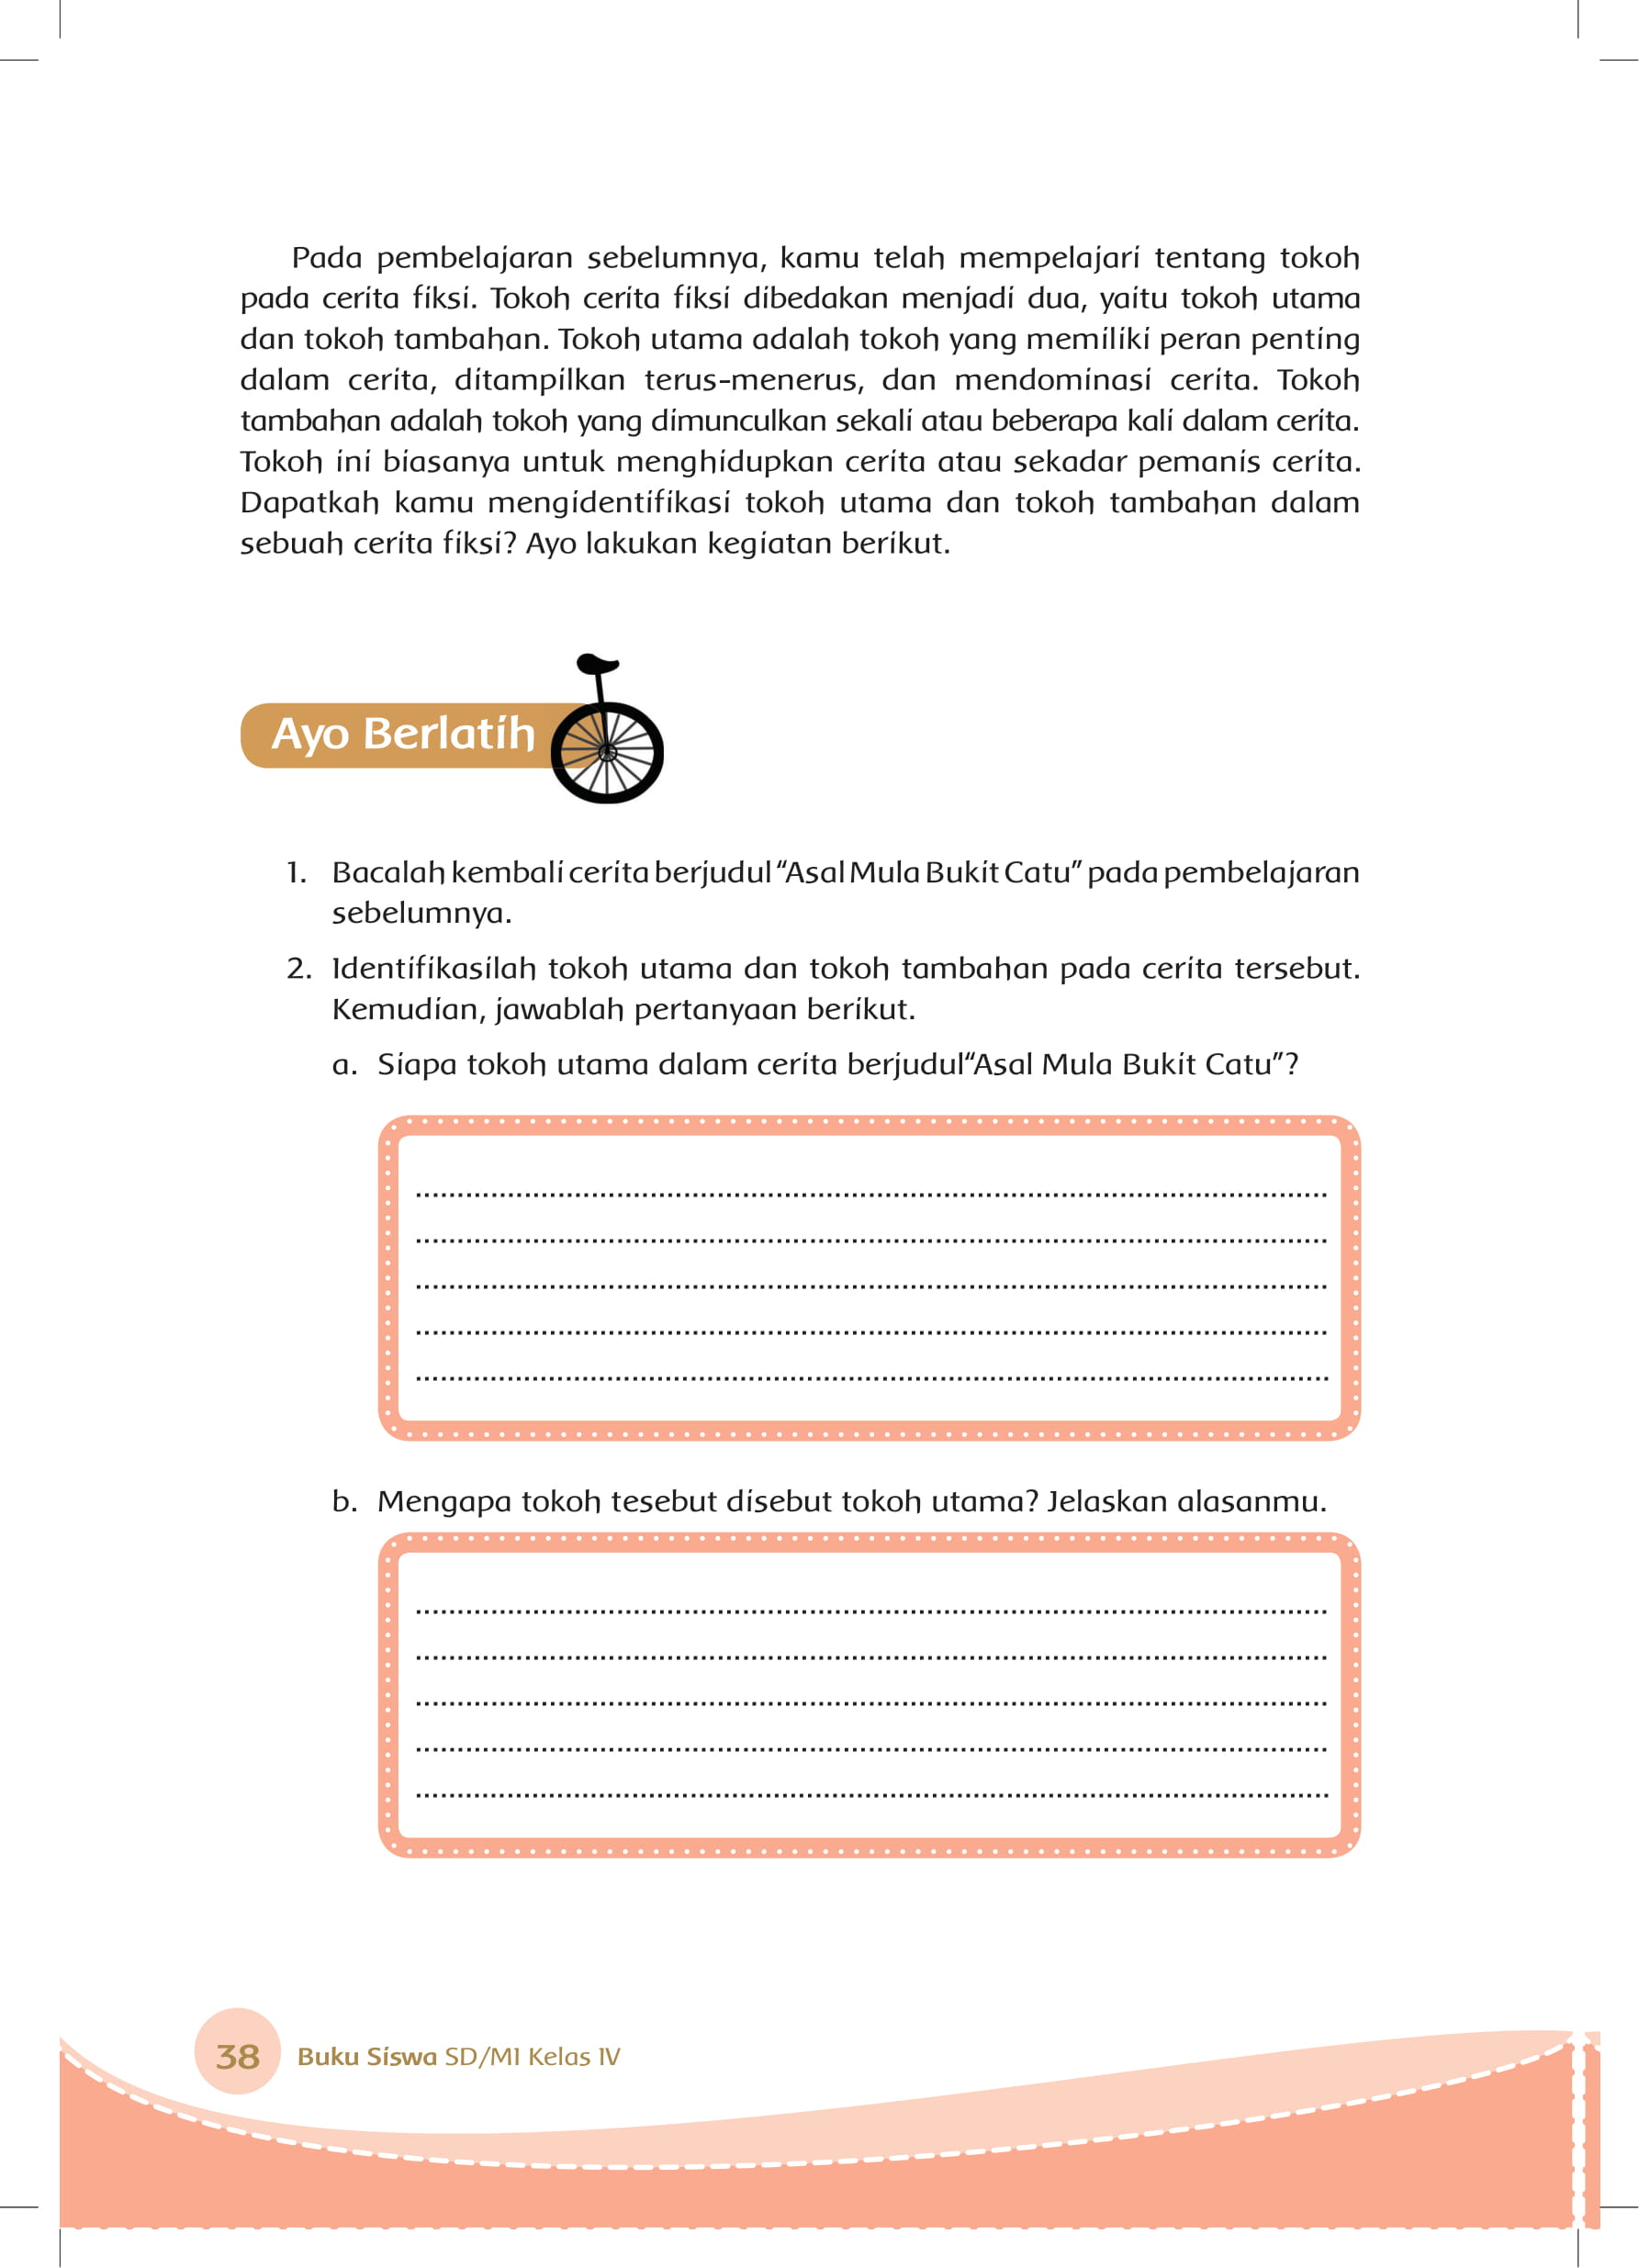 Pada pembelajaran sebelumnya, kamu telah mempelajari tentang tokoh
pada cerita fiksi. Tokoh cerita fiksi dibedakan menjadi dua, yaitu tokoh utama
dan tokoh tambahan. Tokoh utama adalah tokoh yang memiliki peran penting
dalam cerita, ditampilkan terus-menerus, dan mendominasi cerita. Tokoh
tambahan adalah tokoh yang dimunculkan sekali atau beberapa kali dalam cerita.
Tokoh ini biasanya untuk menghidupkan cerita atau sekadar pemanis cerita.
Dapatkah kamu mengidentifikasi tokoh utama dan tokoh tambahan dalam
sebuah cerita fiksi? Ayo lakukan kegiatan berikut.
Ayo Berlatih
1. Bacalah kembali cerita berjudul “Asal Mula Bukit Catu” pada pembelajaran
sebelumnya.
2. Identifikasilah tokoh utama dan tokoh tambahan pada cerita tersebut.
Kemudian, jawablah pertanyaan berikut.
a. Siapa tokoh utama dalam cerita berjudul“Asal Mula Bukit Catu”?
b. Mengapa tokoh tesebut disebut tokoh utama? Jelaskan alasanmu.
38 Buku Siswa SD/MI Kelas IV